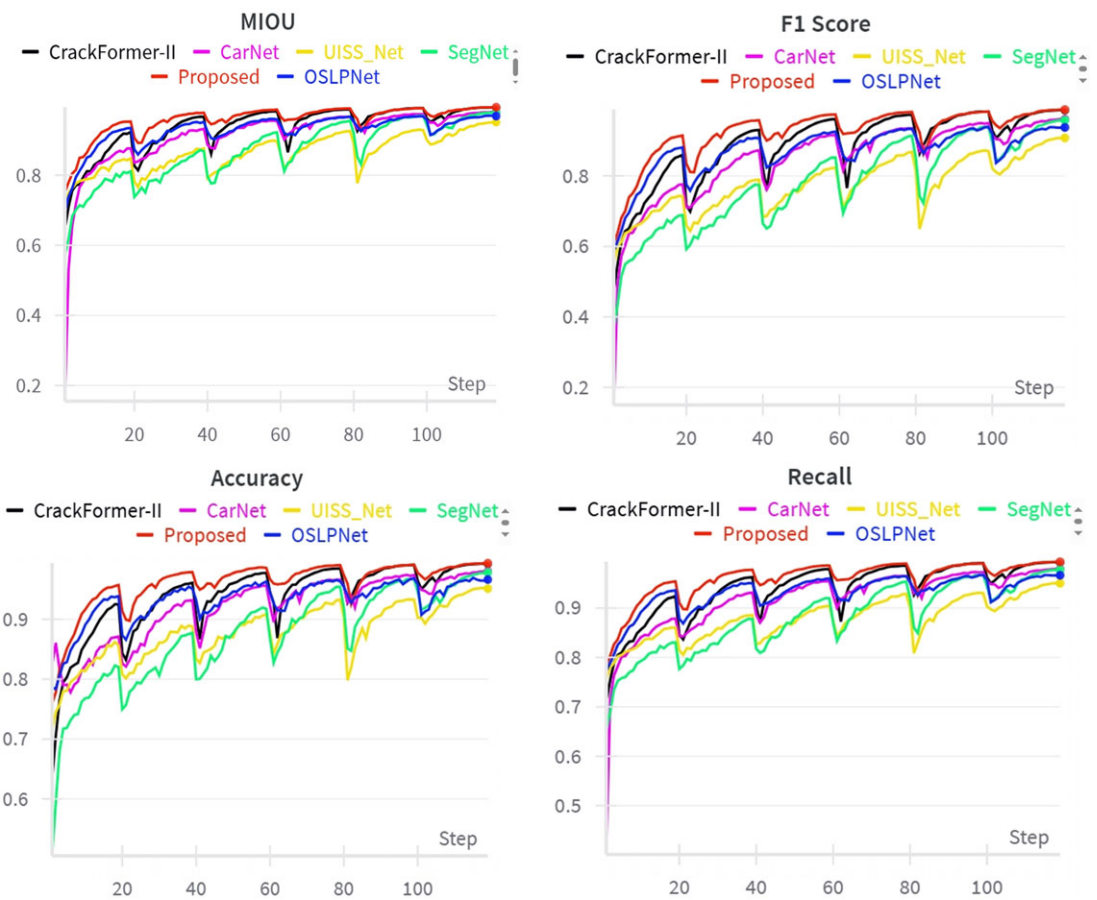 MIOU
CrackFormer-II CarNet UISS_Net SegNet
Proposed OSLPNet
0.8
0.6
0.4
0.2
Step
20 40 60 80 100
F1 Score
CrackFormer-II CarNet UISS_Net SegNet
Proposed OSLPNet
0.8
0.6
0.4
0.2
Step
20 40 60 80 100
Accuracy
CrackFormer-II CarNet UISS_Net SegNet
Proposed OSLPNet
0.9
0.8
0.7
0.6
Step
20 40 60 80 100
Recall
CrackFormer-II CarNet UISS_Net SegNet
Proposed OSLPNet
0.9
0.8
0.7
0.6
0.5
Step
20 40 60 80 100